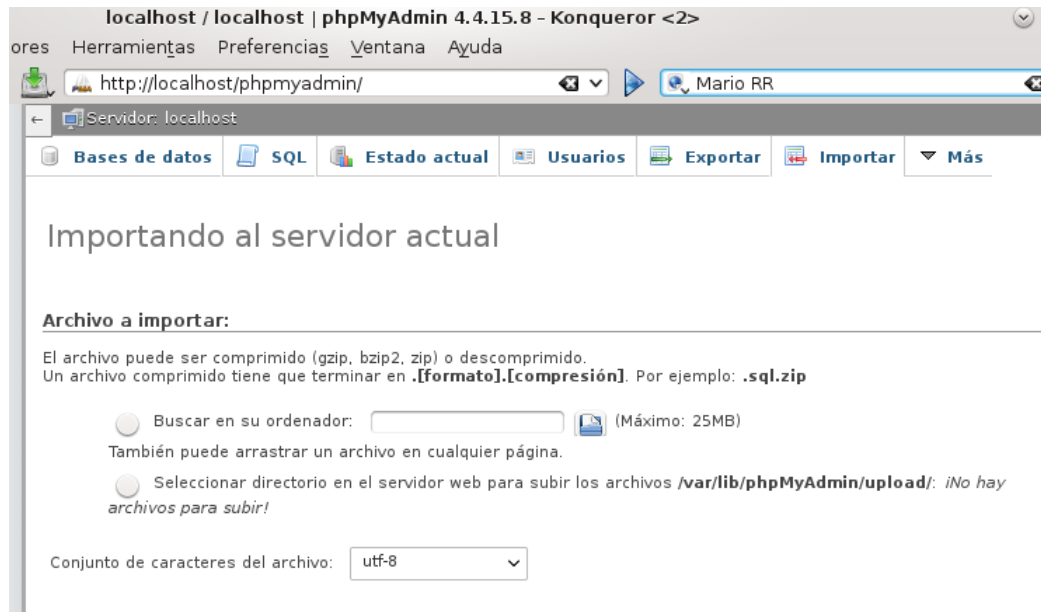 localhost / localhost | phpMyAdmin 4.4.15.8 – Konqueror <2>
ores Herramientas Preferencias Ventana Ayuda
http://localhost/phpmyadmin/ Mario RR
← Servidor: localhost
Bases de datos SQL Estado actual Usuarios Exportar Importar Más
Importando al servidor actual
Archivo a importar:
El archivo puede ser comprimido (gzip, bzip2, zip) o descomprimido.
Un archivo comprimido tiene que terminar en .[formato].[compresión]. Por ejemplo: .sql.zip
Buscar en su ordenador: (Máximo: 25MB)
También puede arrastrar un archivo en cualquier página.
Seleccionar directorio en el servidor web para subir los archivos /var/lib/phpMyAdmin/upload/: ¡No hay
archivos para subir!
Conjunto de caracteres del archivo: utf-8